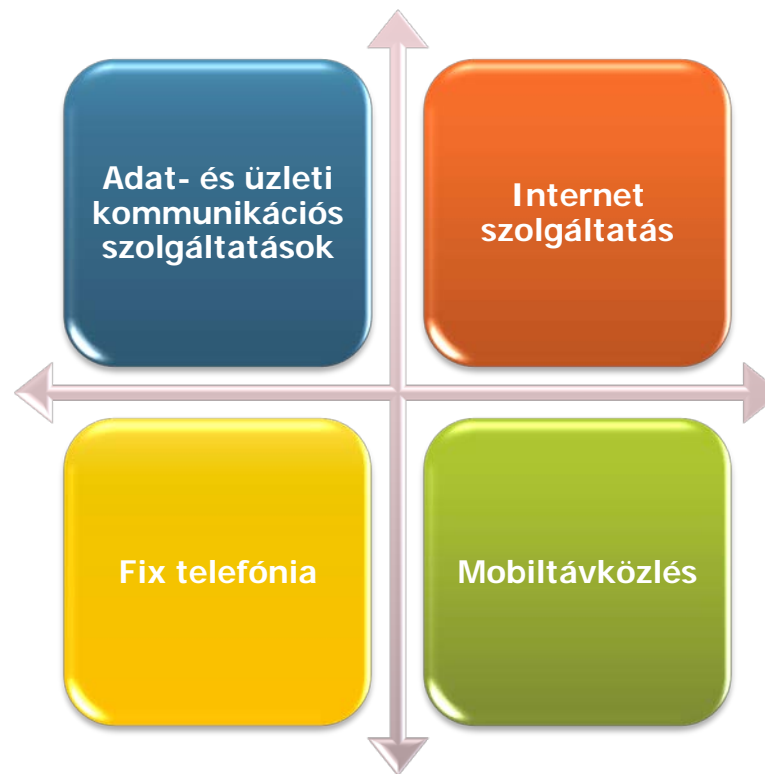 Adat- és üzleti
kommunikációs
szolgáltatások
Internet
szolgáltatás
Fix telefónia
Mobiltávközlés